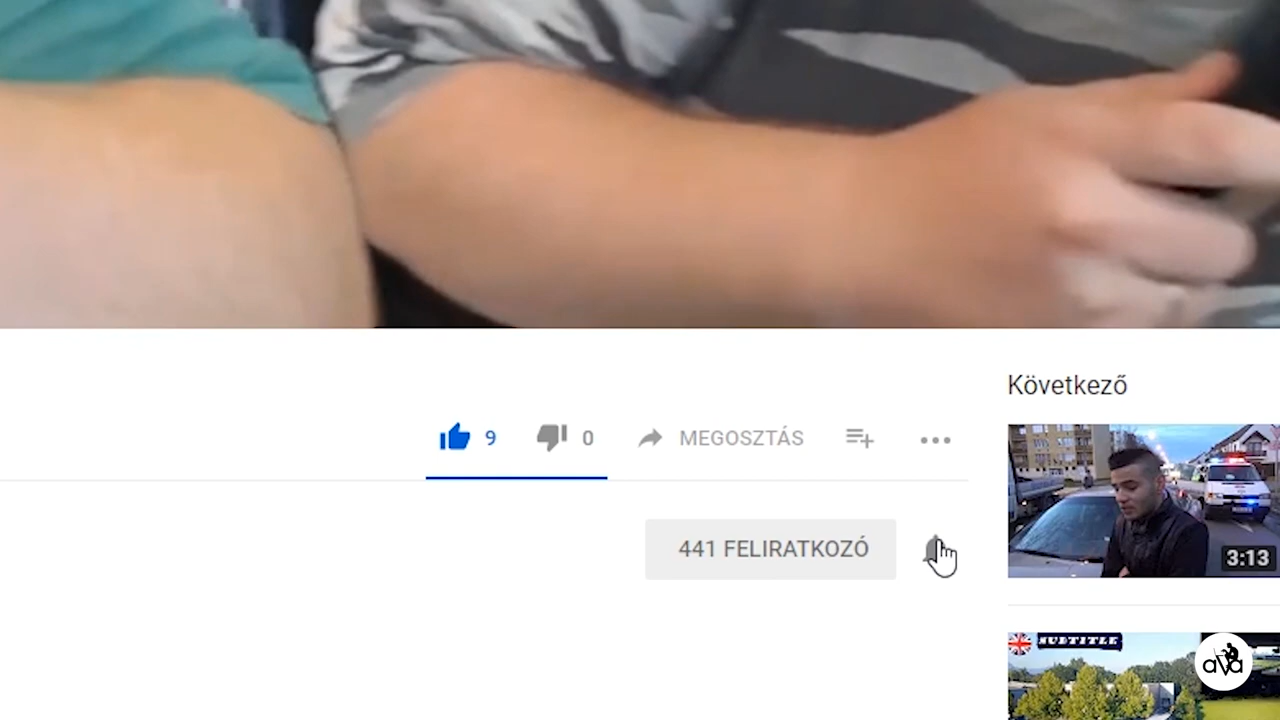 Következő
9
0
MEGOSZTÁS
441 FELIRATKOZÓ
3:13
SUBTITLE
ava